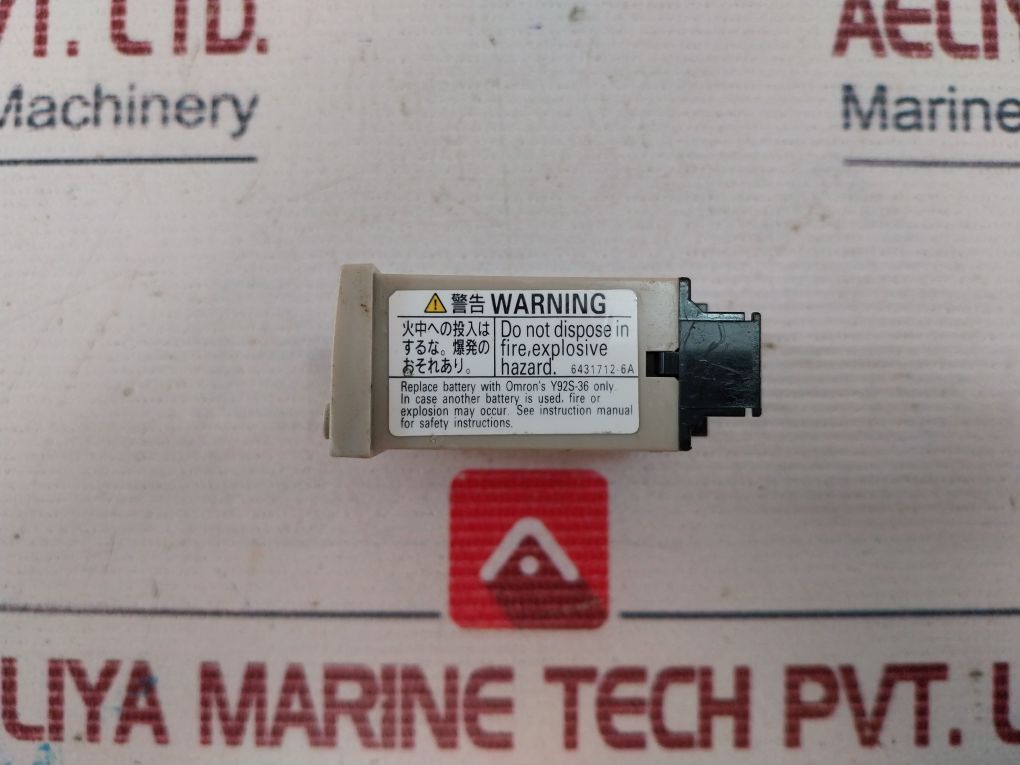 VT. LTD.
Machinery
AELIY
Marine
警告 WARNING
火中への投入は
するな。爆発の
おそれあり。
Do not dispose in
fire,explosive
hazard. 6431712-6A
Replace battery with Omron's Y92S-36 only.
In case another battery is used, fire or
explosion may occur. See instruction manual
for safety instructions.
ELIYA MARINE TECH PVT. L